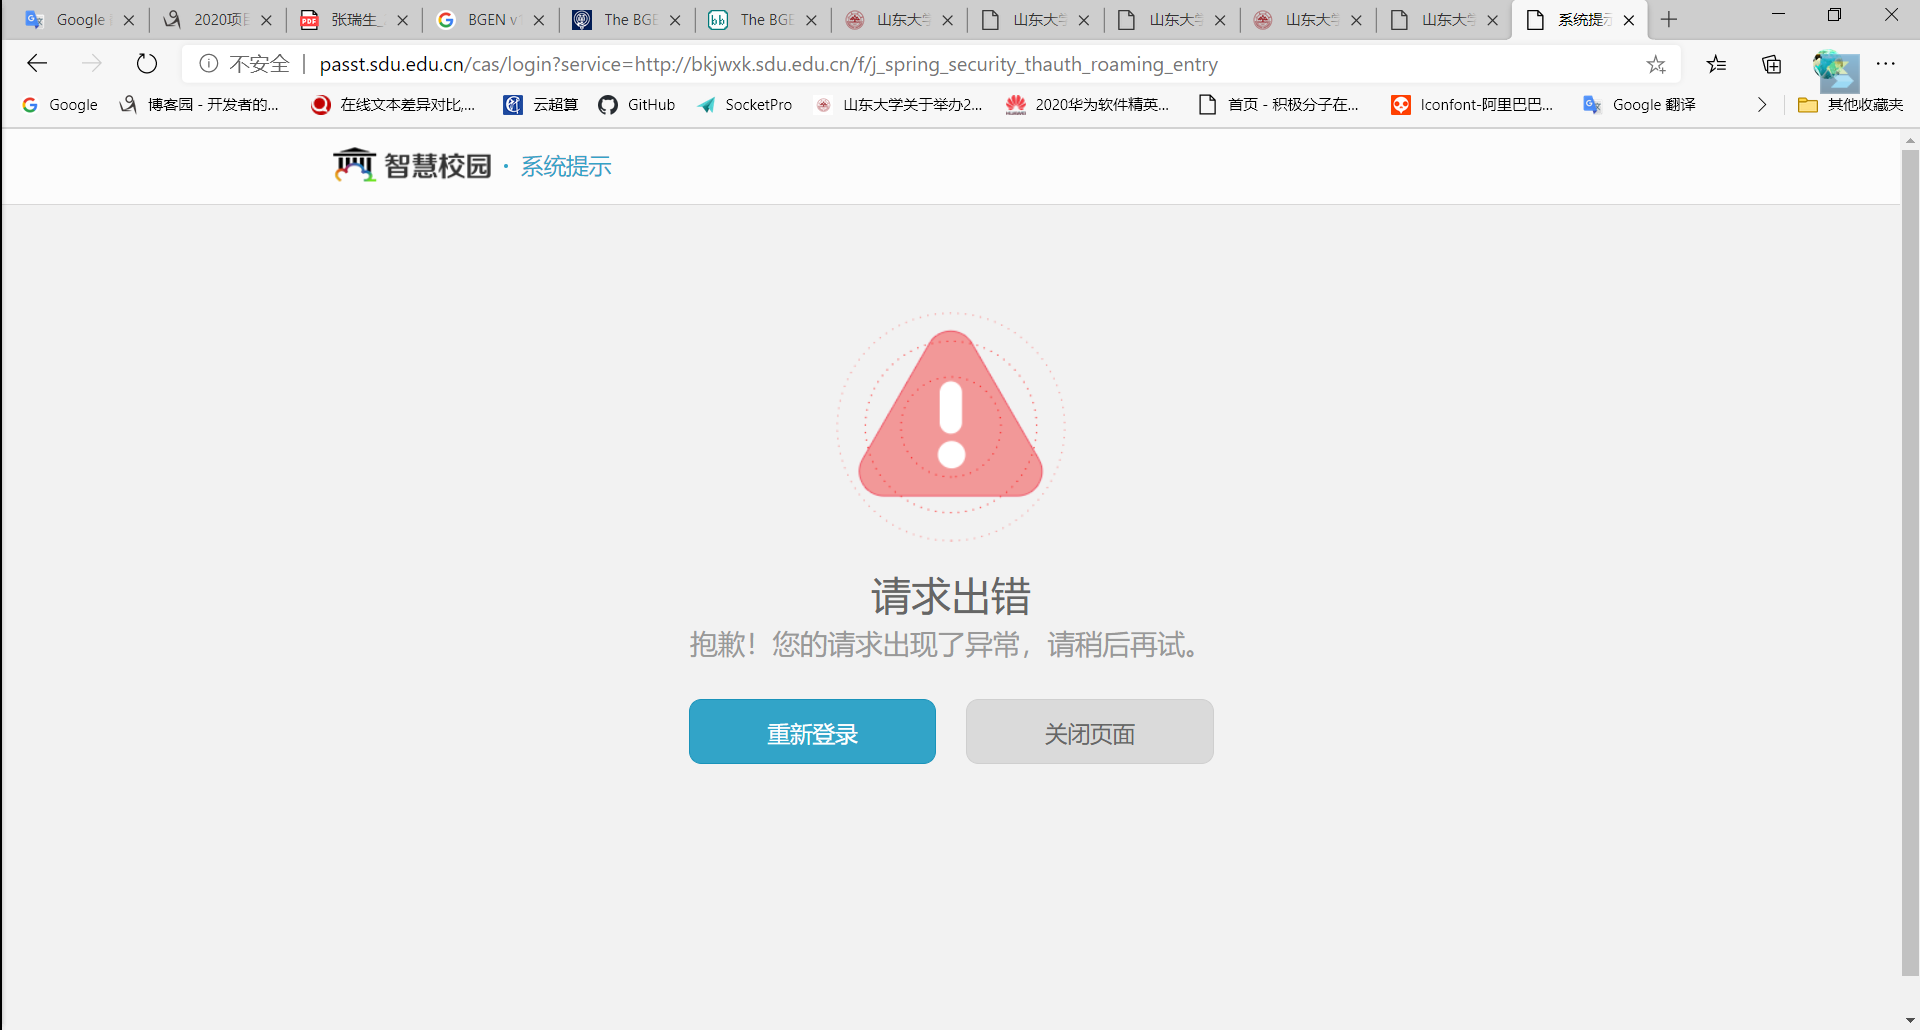 Google
2020项目
张瑞生_
BGEN v1
The BGE
The BGE
山东大学
山东大学
山东大学
山东大学
山东大学
系统提示
不安全
passt.sdu.edu.cn/cas/login?service=http://bkjwxk.sdu.edu.cn/f/j_spring_security_thauth_roaming_entry
Google
博客园 - 开发者的...
在线文本差异对比,...
云超算
GitHub
SocketPro
山东大学关于举办2...
2020华为软件精英...
首页 - 积极分子在...
Iconfont-阿里巴巴...
Google 翻译
其他收藏夹
智慧校园 · 系统提示
请求出错
抱歉！您的请求出现了异常，请稍后再试。
重新登录
关闭页面